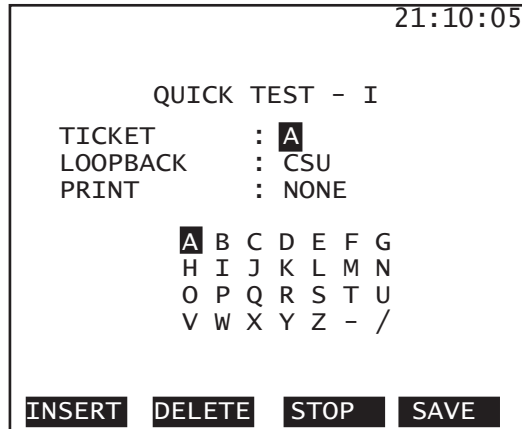 21:10:05
QUICK TEST - I
TICKET : A
LOOPBACK : CSU
PRINT : NONE
A B C D E F G
H I J K L M N
O P Q R S T U
V W X Y Z - /
INSERT DELETE STOP SAVE